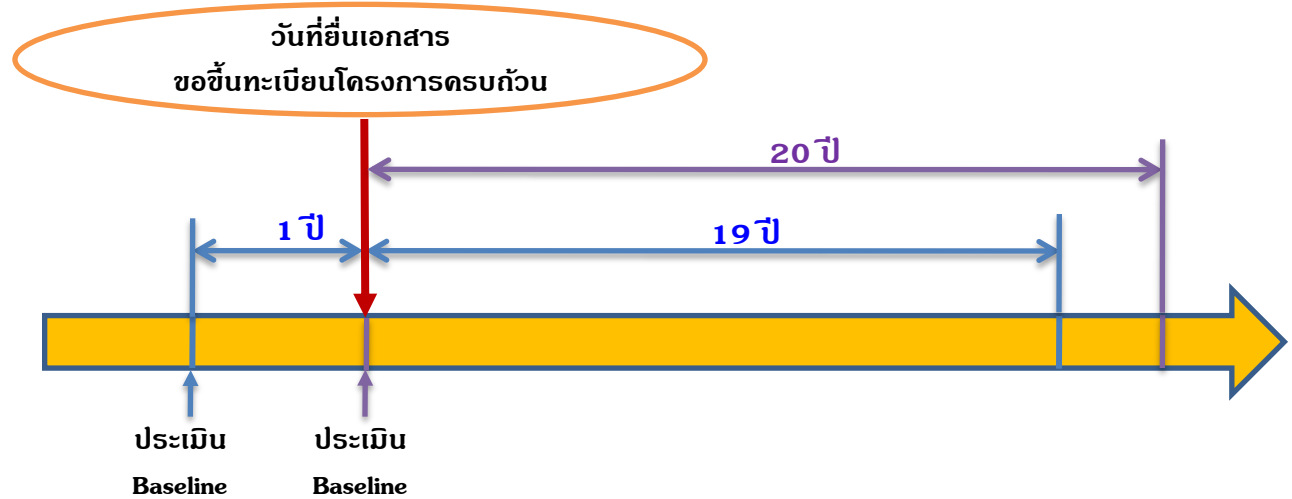 วันที่ยื่นเอกสาร
ขอขึ้นทะเบียนโครงการครบถ้วน
20 ปี
1 ปี
19 ปี
ประเมิน
Baseline
ประเมิน
Baseline